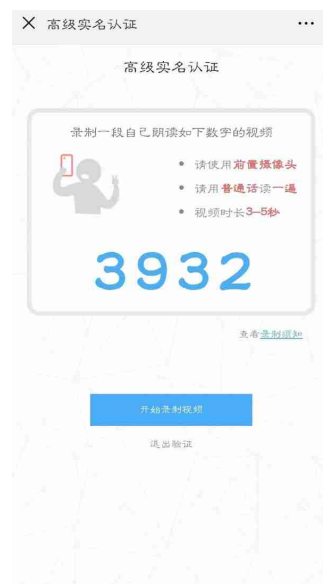 高级实名认证
高级实名认证
录制一段自己朗读如下数字的视频
请使用前置摄像头
请用普通话读一遍
视频时长3-5秒
3932
查看录制须知
开始录制视频
退出验证